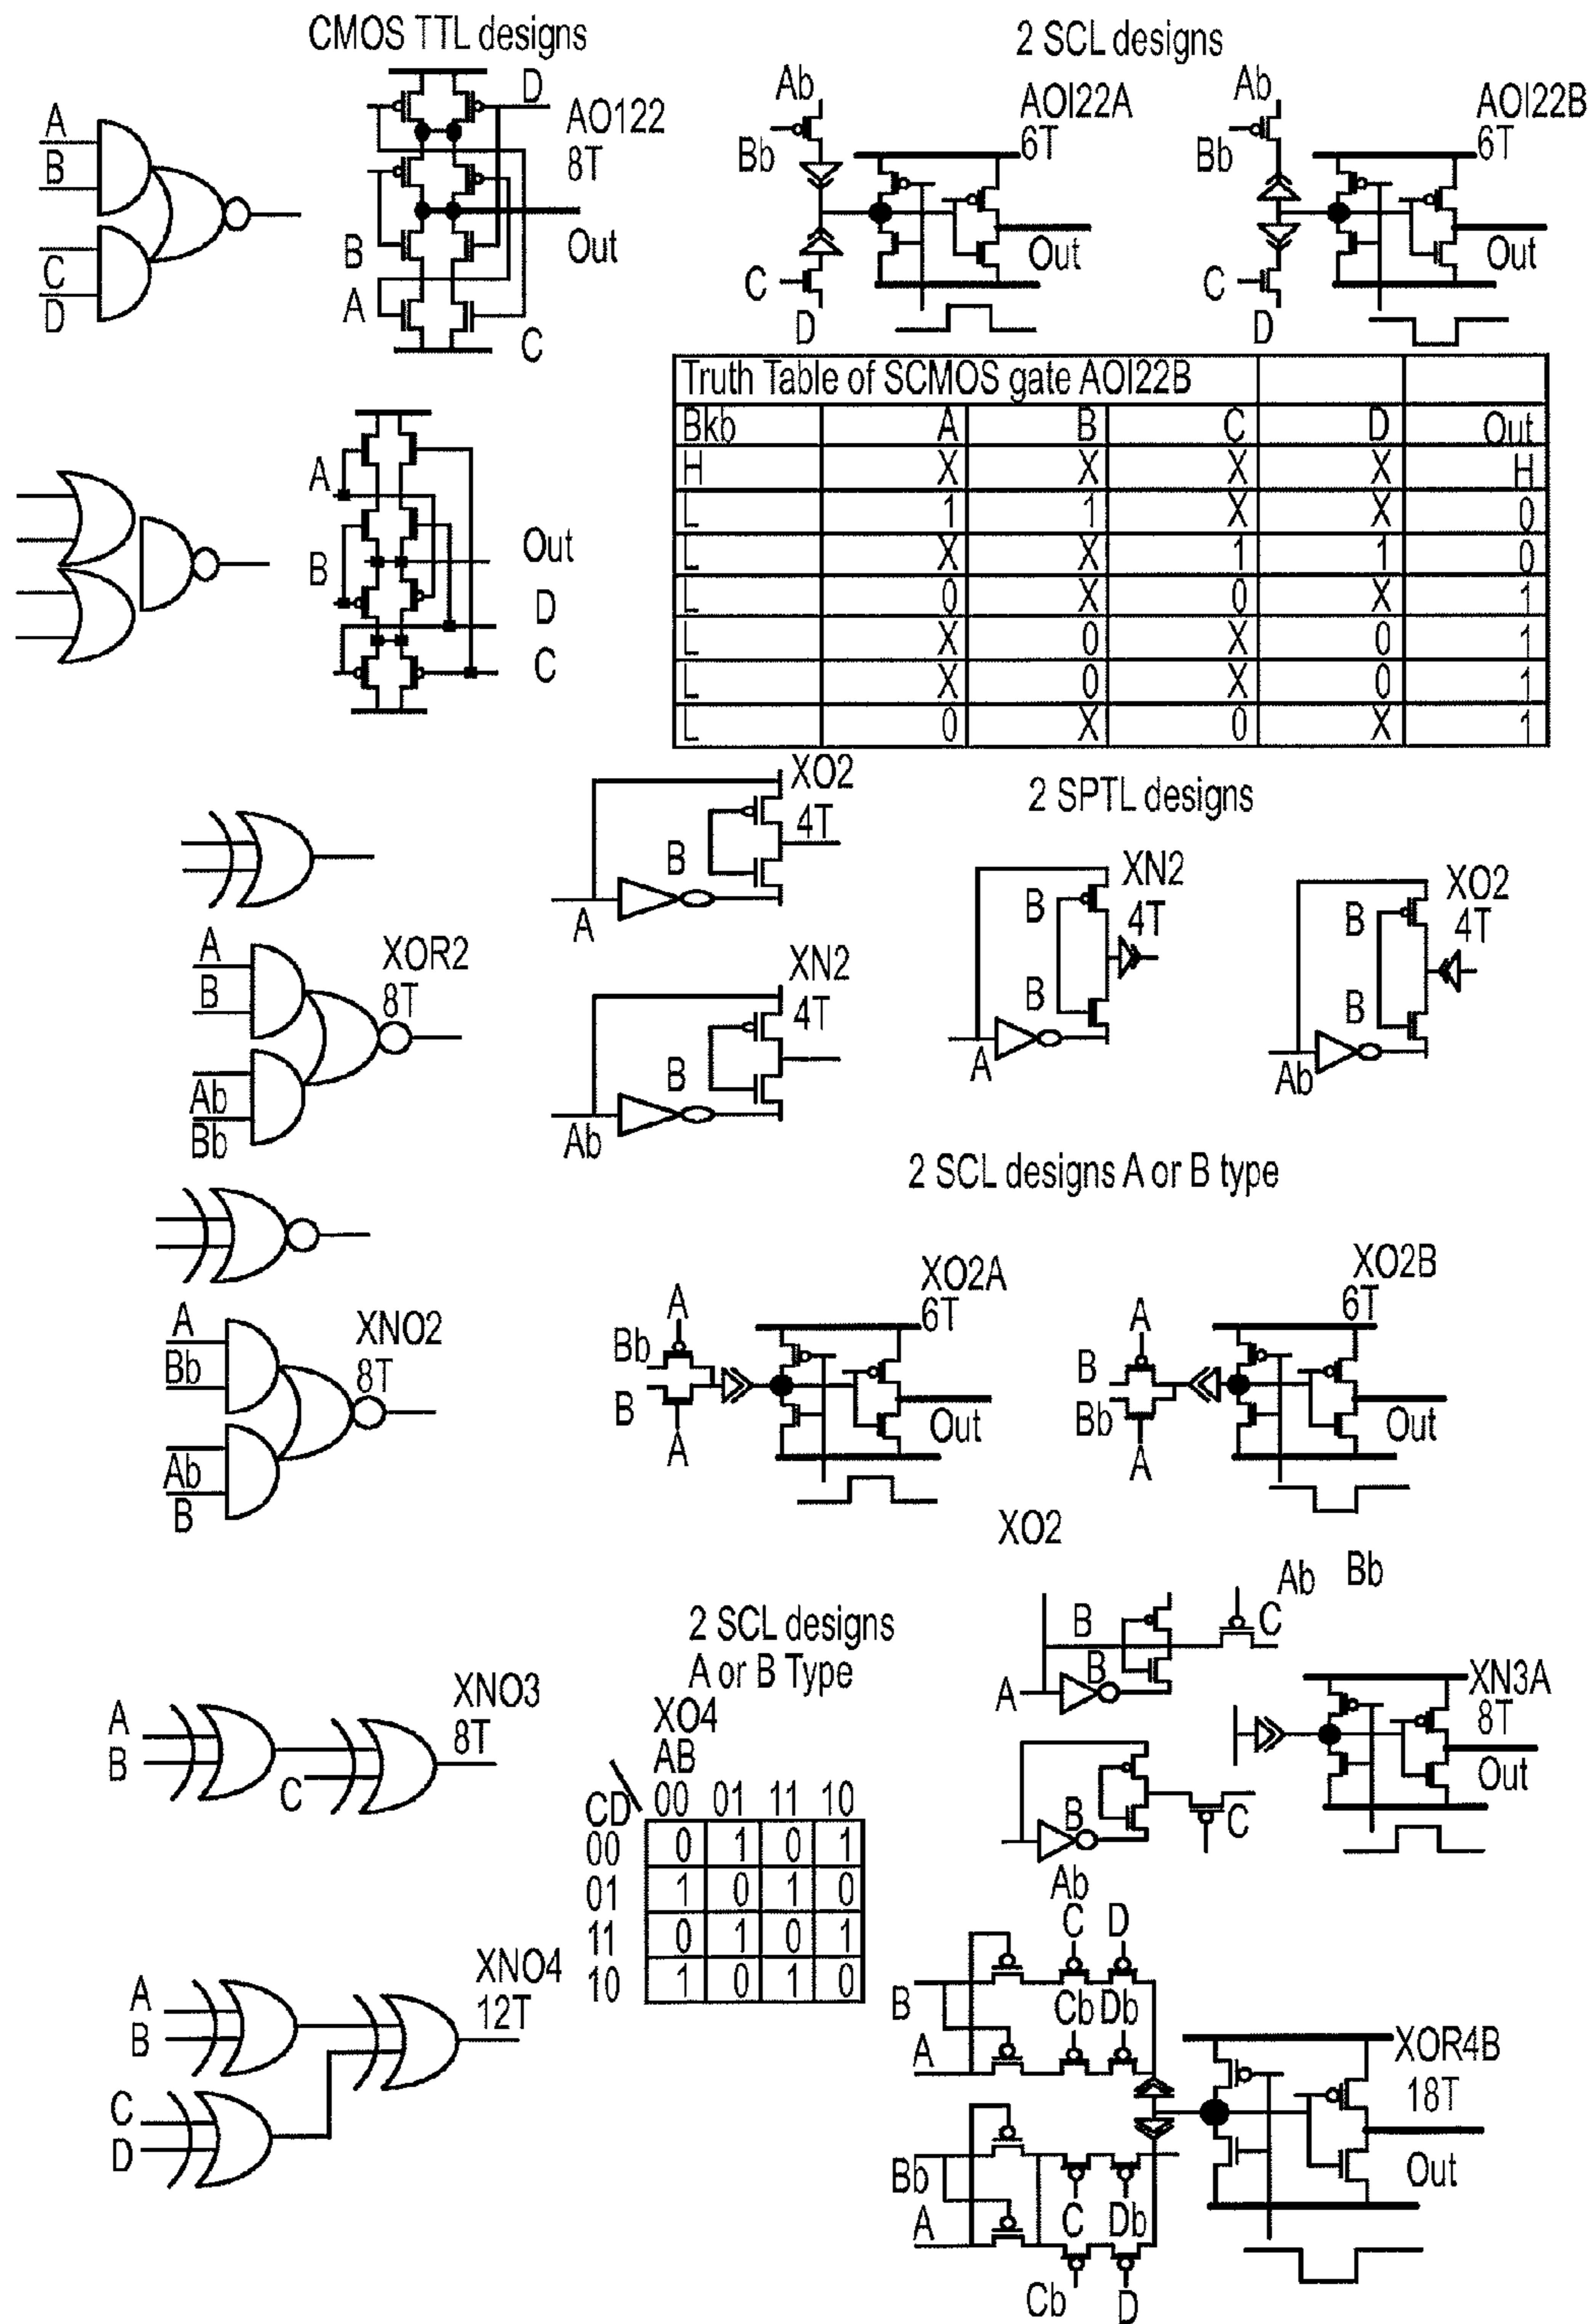 CMOS TTL designs
2 SCL designs
A
B
C
D
D
AO122
8T
B
A
Out
C
Ab
Bb
C
D
AOI22A
6T
Out
Ab
Bb
C
D
AOI22B
6T
Out
Truth Table of SCMOS gate AOI22B
Bkb A B C D Out
H X X X X H
L 1 1 X X 0
L X X 1 1 0
L 0 X 0 X 1
L X 0 X 0 1
L X 0 X 0 1
L 0 X 0 X 1
A
B
Out
D
C
XO2
4T
B
A
2 SPTL designs
XN2
4T
B
B
A
XO2
4T
B
B
Ab
A
B
XOR2
8T
Ab
Bb
XN2
4T
B
Ab
2 SCL designs A or B type
A
Bb
XNO2
8T
Ab
B
A
Bb
B
A
XO2A
6T
Out
A
B
Bb
A
XO2B
6T
Out
XO2
2 SCL designs
A or B Type
Ab Bb
B
C
B
A
XN3A
8T
Out
B
C
Ab
A
B
C
XNO3
8T
XO4
AB
CD 00 01 11 10
00 0 1 0 1
01 1 0 1 0
11 0 1 0 1
10 1 0 1 0
A
B
C
D
XNO4
12T
C D
B
Cb Db
A
Bb
C Db
A
Cb D
XOR4B
18T
Out